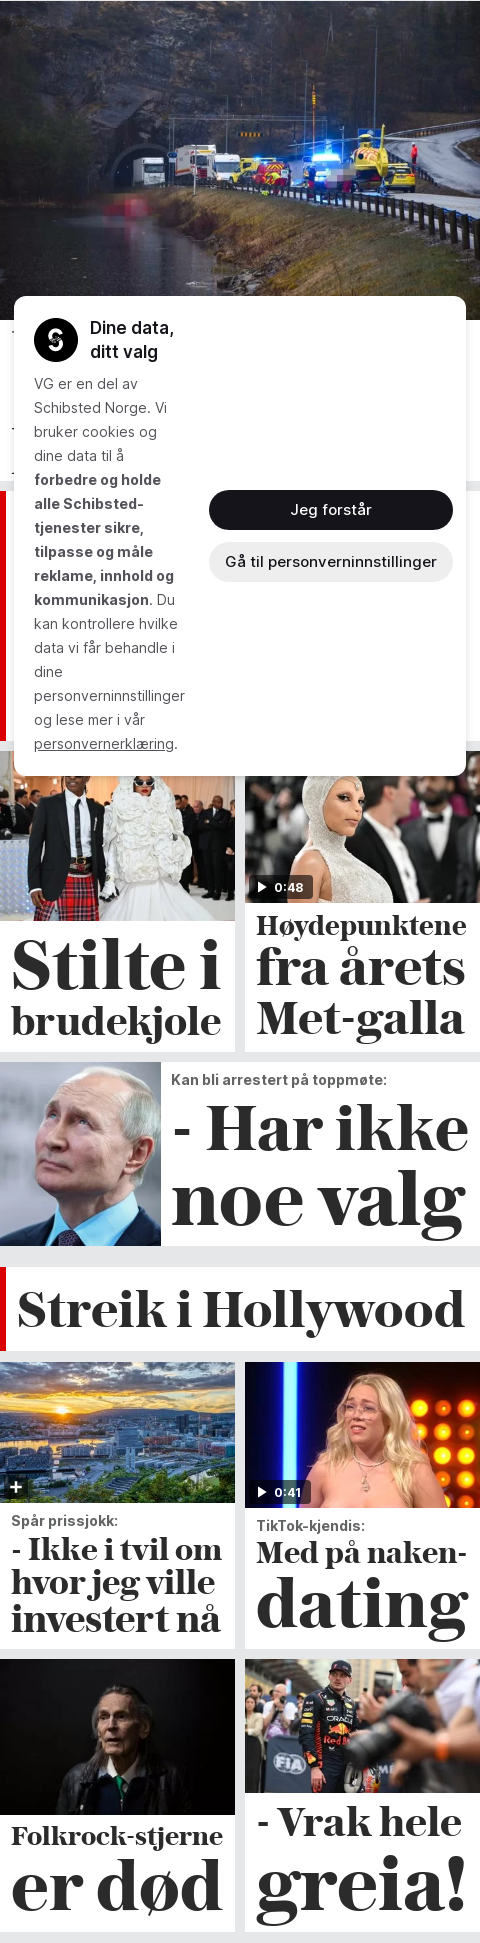 Dine data,
ditt valg
VG er en del av
Schibsted Norge. Vi
bruker cookies og
dine data til å
forbedre og holde
alle Schibsted-
tjenester sikre,
tilpasse og måle
reklame, innhold og
kommunikasjon. Du
kan kontrollere hvilke
data vi får behandle i
dine
personverninnstillinger
og lese mer i vår
personvernerklæring.
Jeg forstår
Gå til personverninnstillinger
Stilte i
brudekjole
0:48
Høydepunktene
fra årets
Met-galla
Kan bli arrestert på toppmøte:
- Har ikke
noe valg
Streik i Hollywood
Spår prissjokk:
- Ikke i tvil om
hvor jeg ville
investert nå
0:41
TikTok-kjendis:
Med på naken-
dating
Folkrock-stjerne
er død
ORACLE
Red Bull
FIA
- Vrak hele
greia!